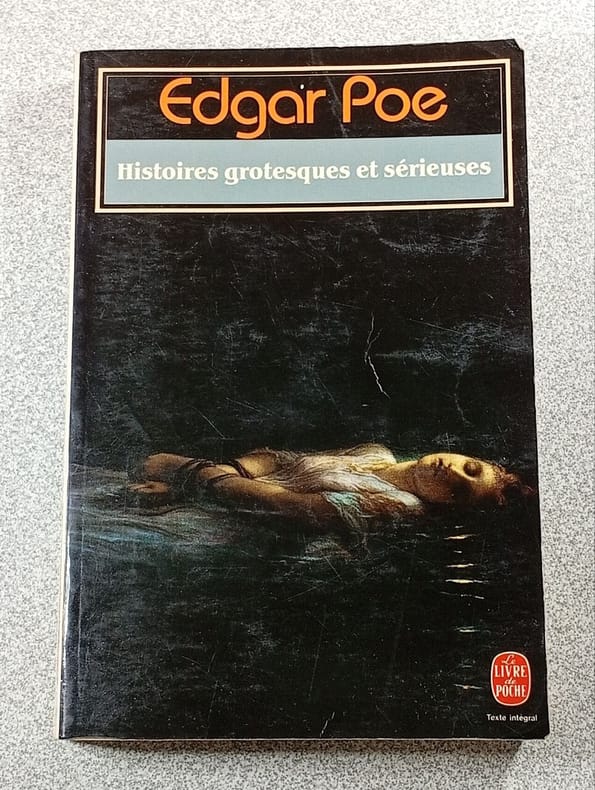 Edgar Poe
Histoires grotesques et sérieuses
Le
LIVRE
de
POCHE
Texte intégral